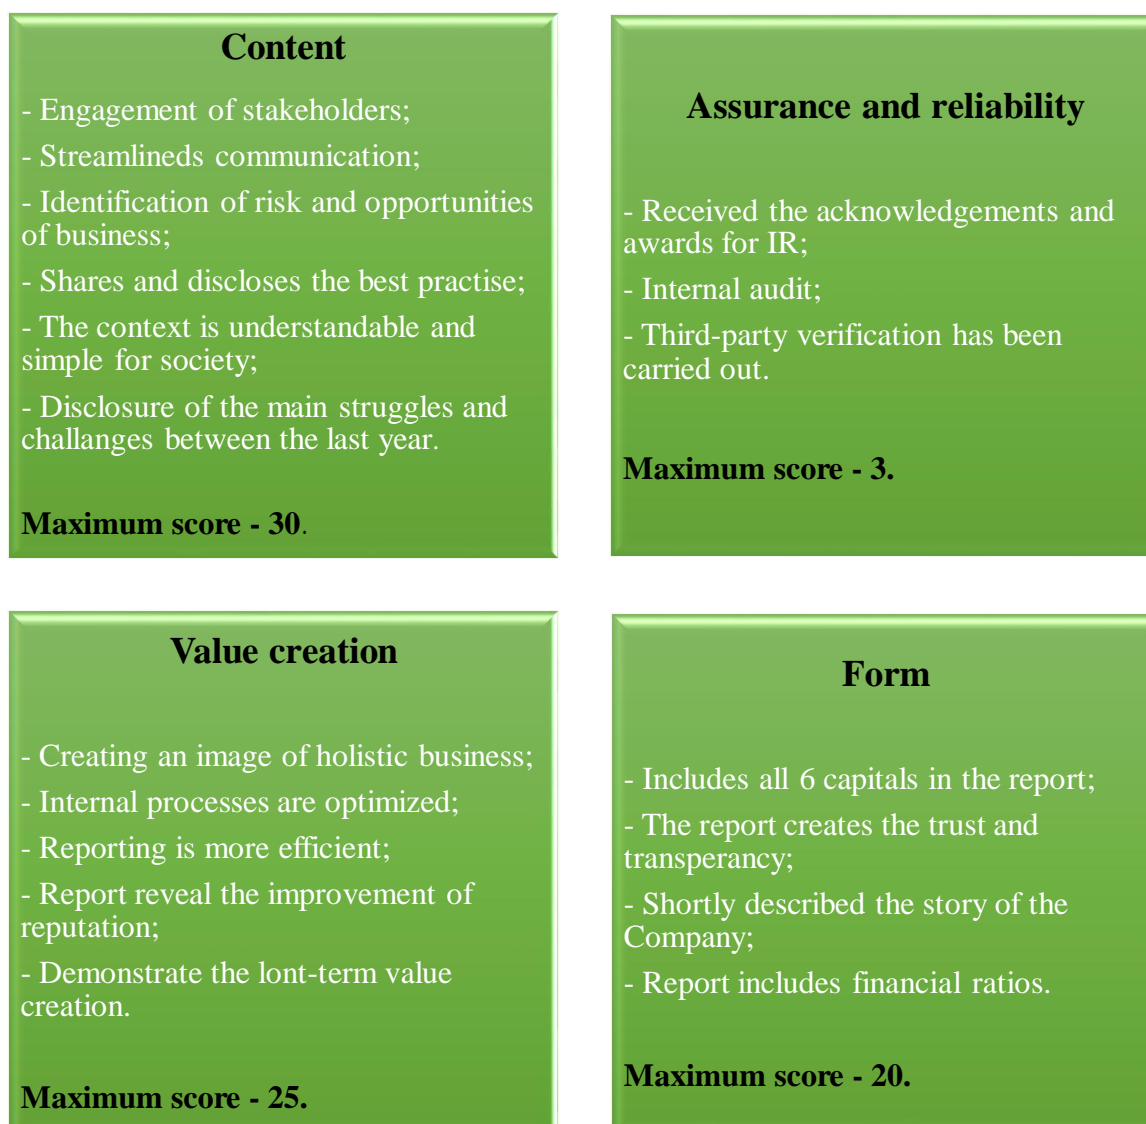 Content
- Engagement of stakeholders;
- Streamlineds communication;
- Identification of risk and opportunities
of business;
- Shares and discloses the best practise;
- The context is understandable and
simple for society;
- Disclosure of the main struggles and
challanges between the last year.
Maximum score - 30.
Assurance and reliability
- Received the acknowledgements and
awards for IR;
- Internal audit;
- Third-party verification has been
carried out.
Maximum score - 3.
Value creation
- Creating an image of holistic business;
- Internal processes are optimized;
- Reporting is more efficient;
- Report reveal the improvement of
reputation;
- Demonstrate the lont-term value
creation.
Maximum score - 25.
Form
- Includes all 6 capitals in the report;
- The report creates the trust and
transperancy;
- Shortly described the story of the
Company;
- Report includes financial ratios.
Maximum score - 20.